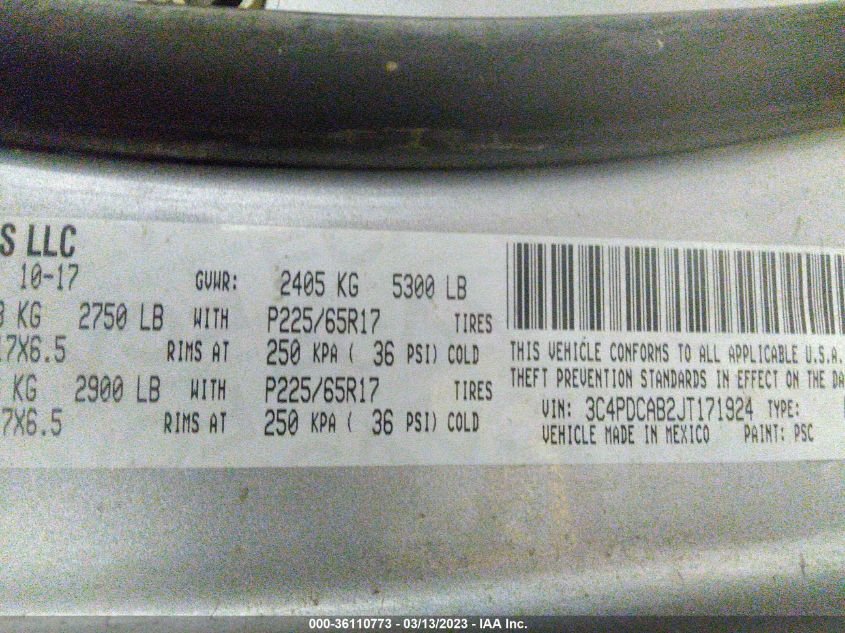 S LLC
10-17 GVWR: 2405 KG 5300 LB
KG 2750 LB WITH P225/65R17 TIRES
17X6.5 RIMS AT 250 KPA ( 36 PSI) COLD
KG 2900 LB WITH P225/65R17 TIRES
7X6.5 RIMS AT 250 KPA ( 36 PSI) COLD
THIS VEHICLE CONFORMS TO ALL APPLICABLE U.S.A.
THEFT PREVENTION STANDARDS IN EFFECT ON THE DA
VIN: 3C4PDCAB2JT171924 TYPE:
VEHICLE MADE IN MEXICO PAINT: PSC
000-36110773 - 03/13/2023 - IAA Inc.